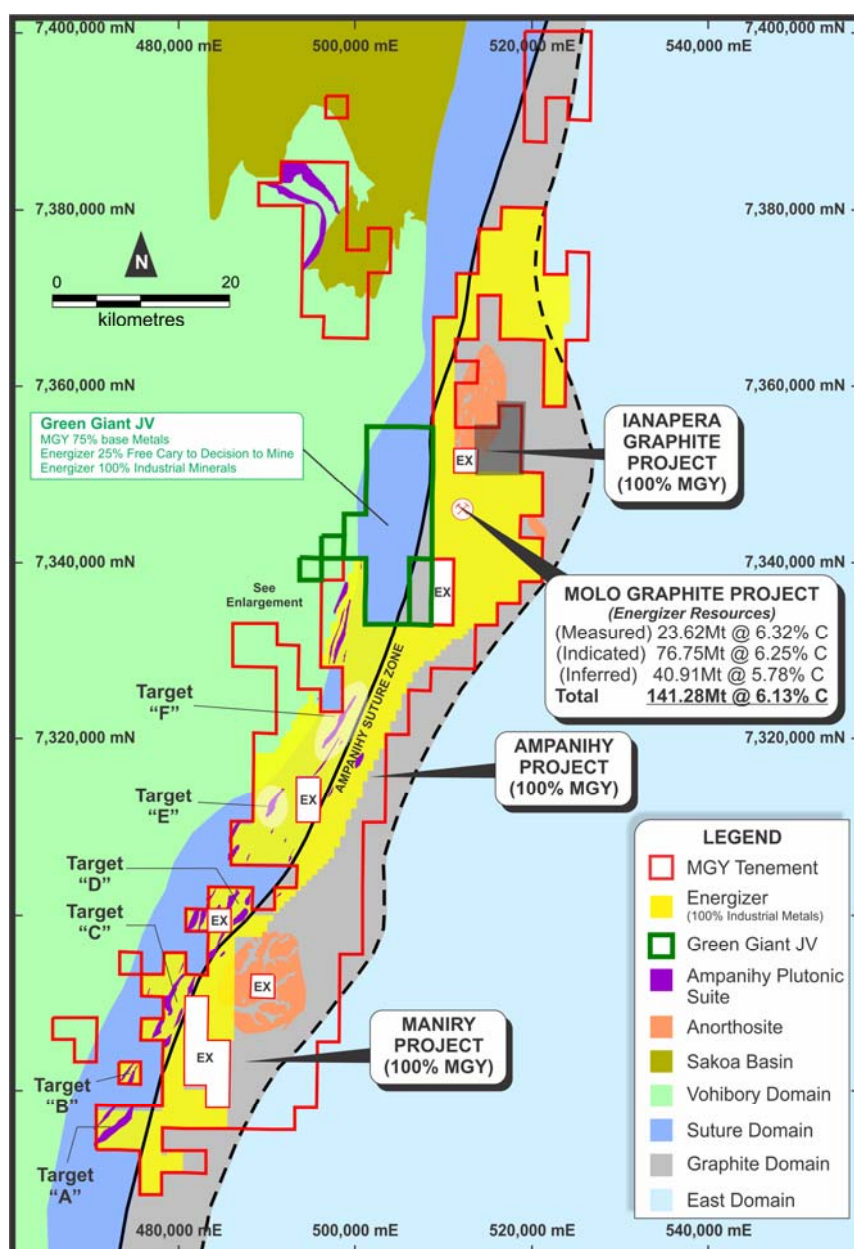 7,400,000 mN
480,000 mE
500,000 mE
520,000 mE
540,000 mE
7,400,000 mN
7,380,000 mN
7,380,000 mN
N
0
20
kilometres
7,360,000 mN
7,360,000 mN
Green Giant JV
MGY 75% base Metals
Energizer 25% Free Cary to Decision to Mine
Energizer 100% Industrial Minerals
IANAPERA
GRAPHITE
PROJECT
(100% MGY)
EX
7,340,000 mN
7,340,000 mN
See
Enlargement
EX
MOLO GRAPHITE PROJECT
(Energizer Resources)
(Measured) 23.62Mt @ 6.32% C
(Indicated) 76.75Mt @ 6.25% C
(Inferred) 40.91Mt @ 5.78% C
Total 141.28Mt @ 6.13% C
Target
“F”
AMPANIHY SUTURE ZONE
7,320,000 mN
7,320,000 mN
AMPANIHY
PROJECT
(100% MGY)
Target
“E”
EX
Target
“D”
Target
“C”
EX
EX
MANIRY
PROJECT
(100% MGY)
EX
Target
“B”
Target
“A”
LEGEND
MGY Tenement
Energizer
(100% Industrial Metals)
Green Giant JV
Ampanihy Plutonic
Suite
Anorthosite
Sakoa Basin
Vohibory Domain
Suture Domain
Graphite Domain
East Domain
480,000 mE
500,000 mE
520,000 mE
540,000 mE